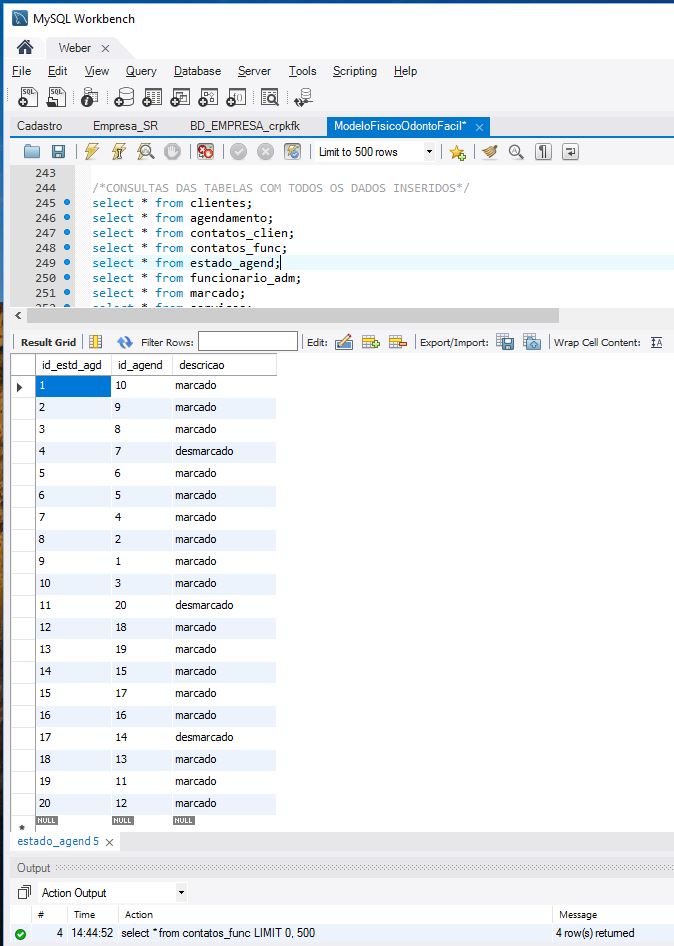 MySQL Workbench
Weber
File Edit View Query Database Server Tools Scripting Help
Cadastro Empresa_SR BD_EMPRESA_crpkfk ModeloFisicoOdontoFacil*
Limit to 500 rows
243
244 /*CONSULTAS DAS TABELAS COM TODOS OS DADOS INSERIDOS*/
245 select * from clientes;
246 select * from agendamento;
247 select * from contatos_clien;
248 select * from contatos_func;
249 select * from estado_agend;
250 select * from funcionario_adm;
251 select * from marcado;
252 select * from servicos;
Result Grid Filter Rows: Edit: Export/Import: Wrap Cell Content:
id_estd_agd id_agend descricao
1 10 marcado
2 9 marcado
3 8 marcado
4 7 desmarcado
5 6 marcado
6 5 marcado
7 4 marcado
8 2 marcado
9 1 marcado
10 3 marcado
11 20 desmarcado
12 18 marcado
13 19 marcado
14 15 marcado
15 17 marcado
16 16 marcado
17 14 desmarcado
18 13 marcado
19 11 marcado
20 12 marcado
NULL NULL NULL
estado_agend 5
Output
Action Output
# Time Action Message
4 14:44:52 select * from contatos_func LIMIT 0, 500 4 row(s) returned